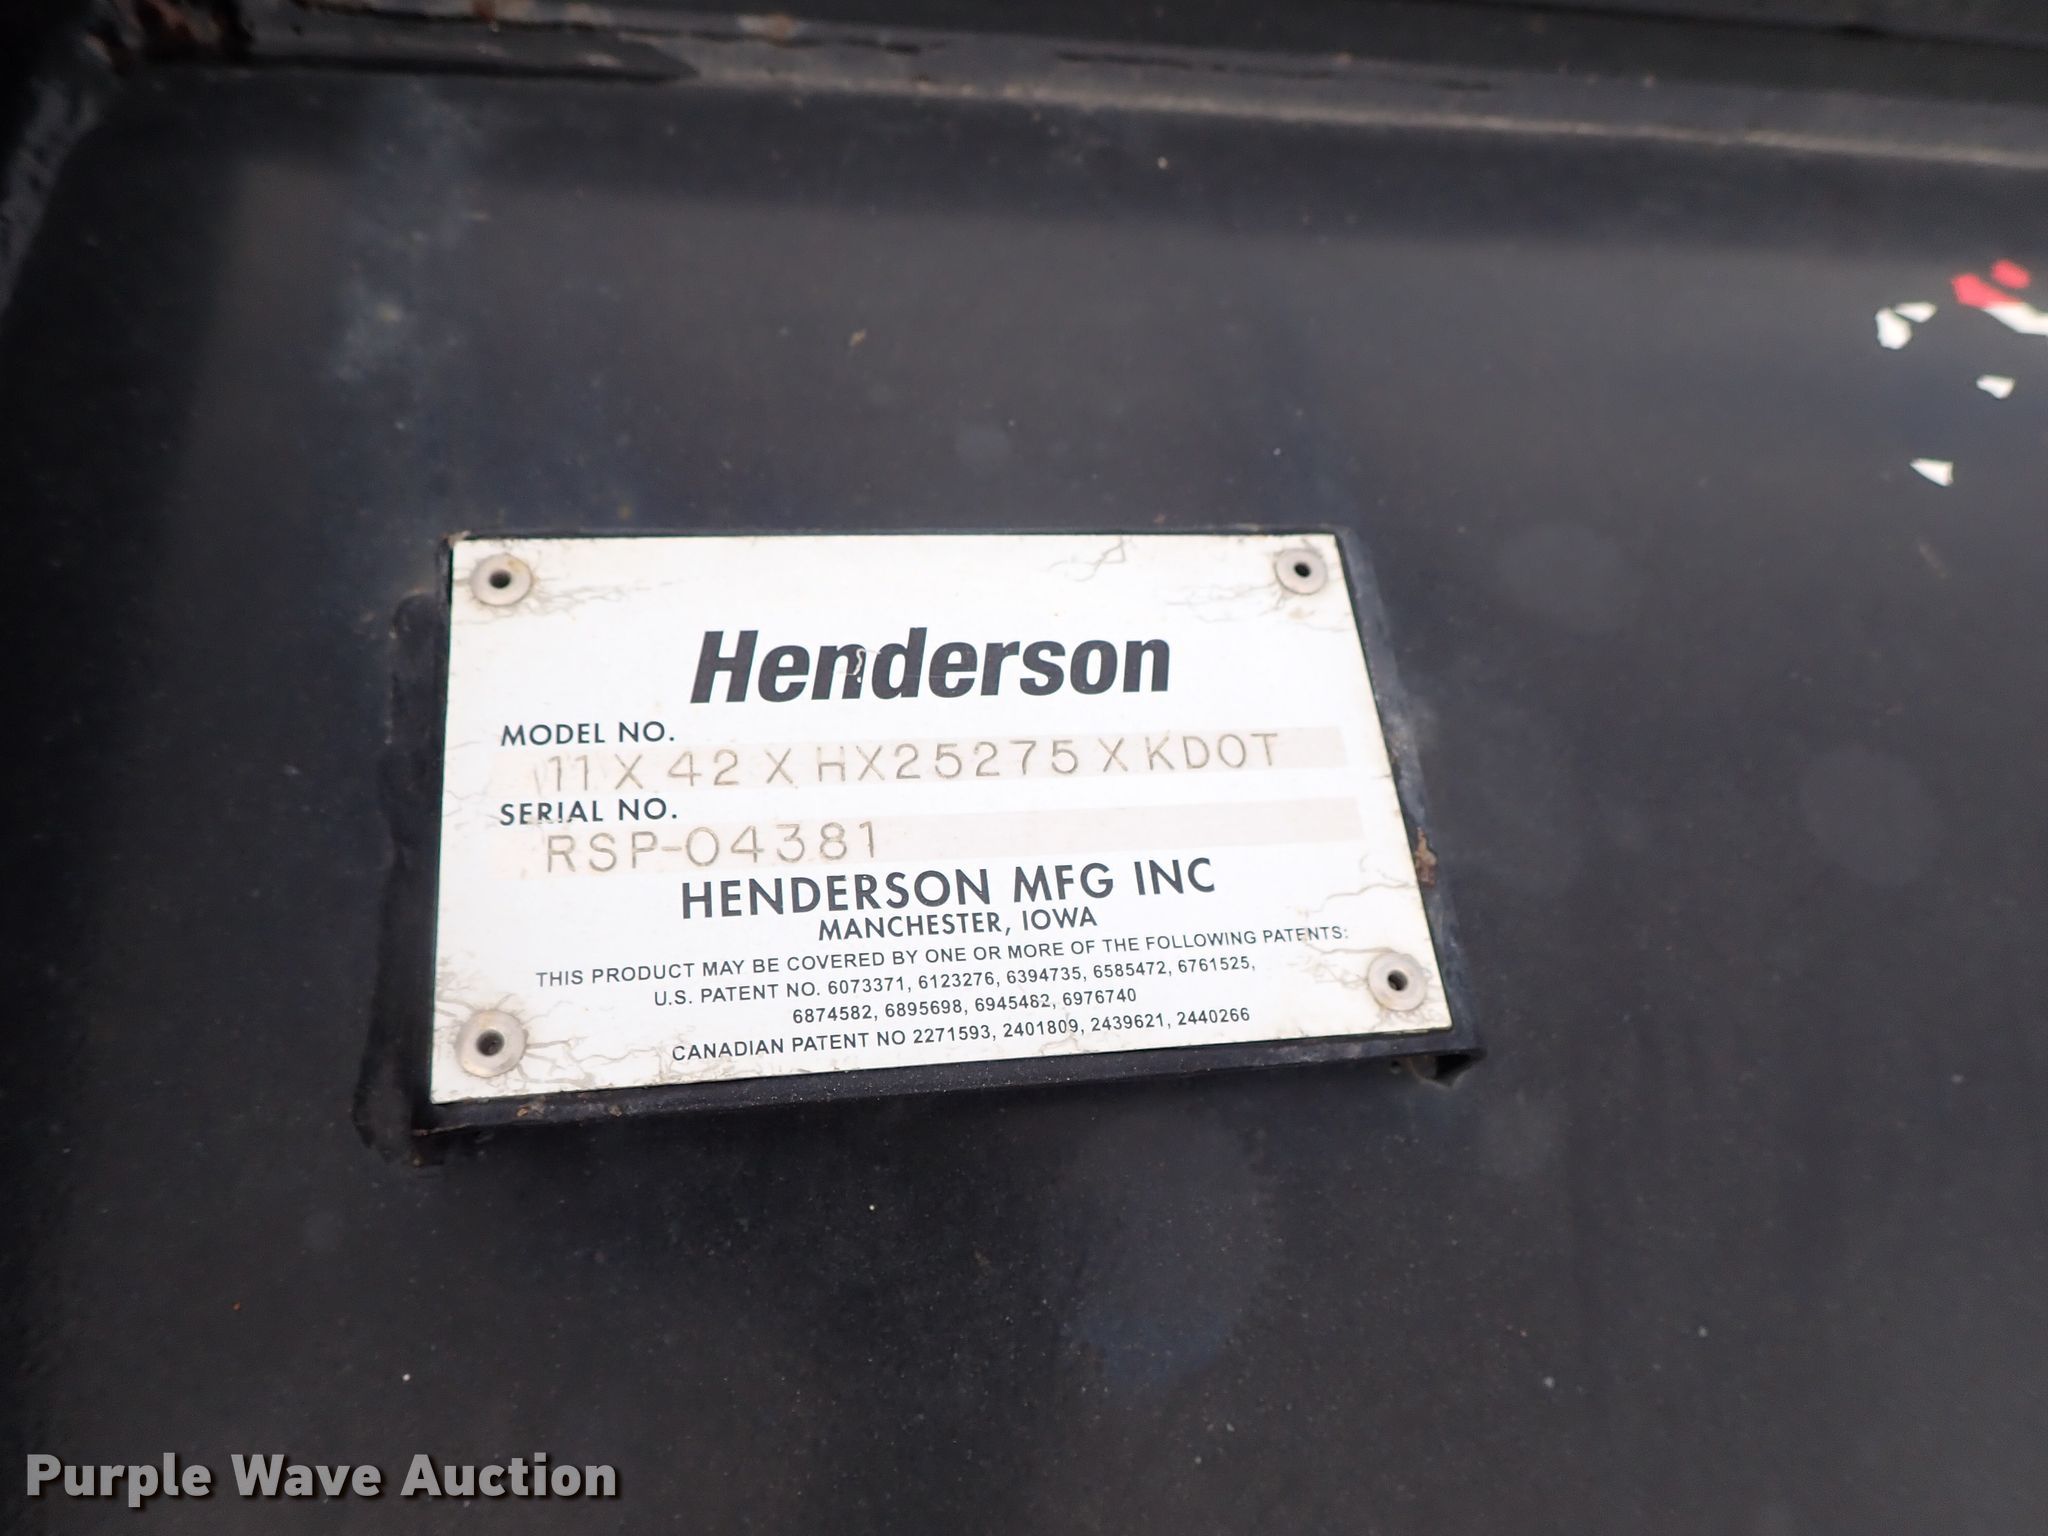 Henderson
MODEL NO.
11 X 42 X HX25275 X KDOT
SERIAL NO.
RSP-04381
HENDERSON MFG INC
MANCHESTER, IOWA
THIS PRODUCT MAY BE COVERED BY ONE OR MORE OF THE FOLLOWING PATENTS:
U.S. PATENT NO. 6073371, 6123276, 6394735, 6585472, 6761525,
6874582, 6895698, 6945482, 6976740
CANADIAN PATENT NO 2271593, 2401809, 2439621, 2440266
Purple Wave Auction